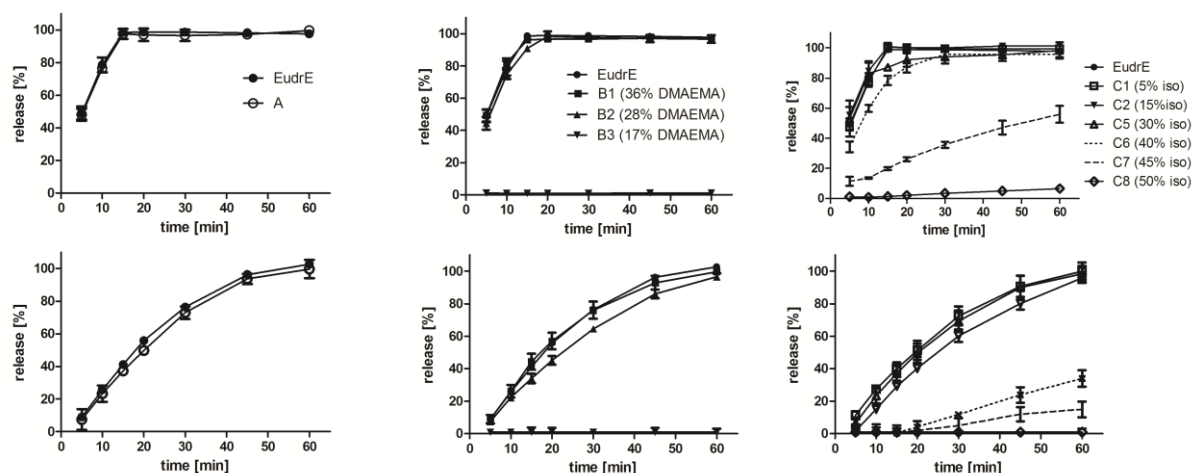 release [%]
100
80
60
40
20
0
0 10 20 30 40 50 60
time [min]
EudrE
A
release [%]
100
80
60
40
20
0
0 10 20 30 40 50 60
time [min]
EudrE
B1 (36% DMAEMA)
B2 (28% DMAEMA)
B3 (17% DMAEMA)
release [%]
100
80
60
40
20
0
0 10 20 30 40 50 60
time [min]
EudrE
C1 (5% iso)
C2 (15%iso)
C5 (30% iso)
C6 (40% iso)
C7 (45% iso)
C8 (50% iso)
release [%]
100
80
60
40
20
0
0 10 20 30 40 50 60
time [min]
release [%]
100
80
60
40
20
0
0 10 20 30 40 50 60
time [min]
release [%]
100
80
60
40
20
0
0 10 20 30 40 50 60
time [min]